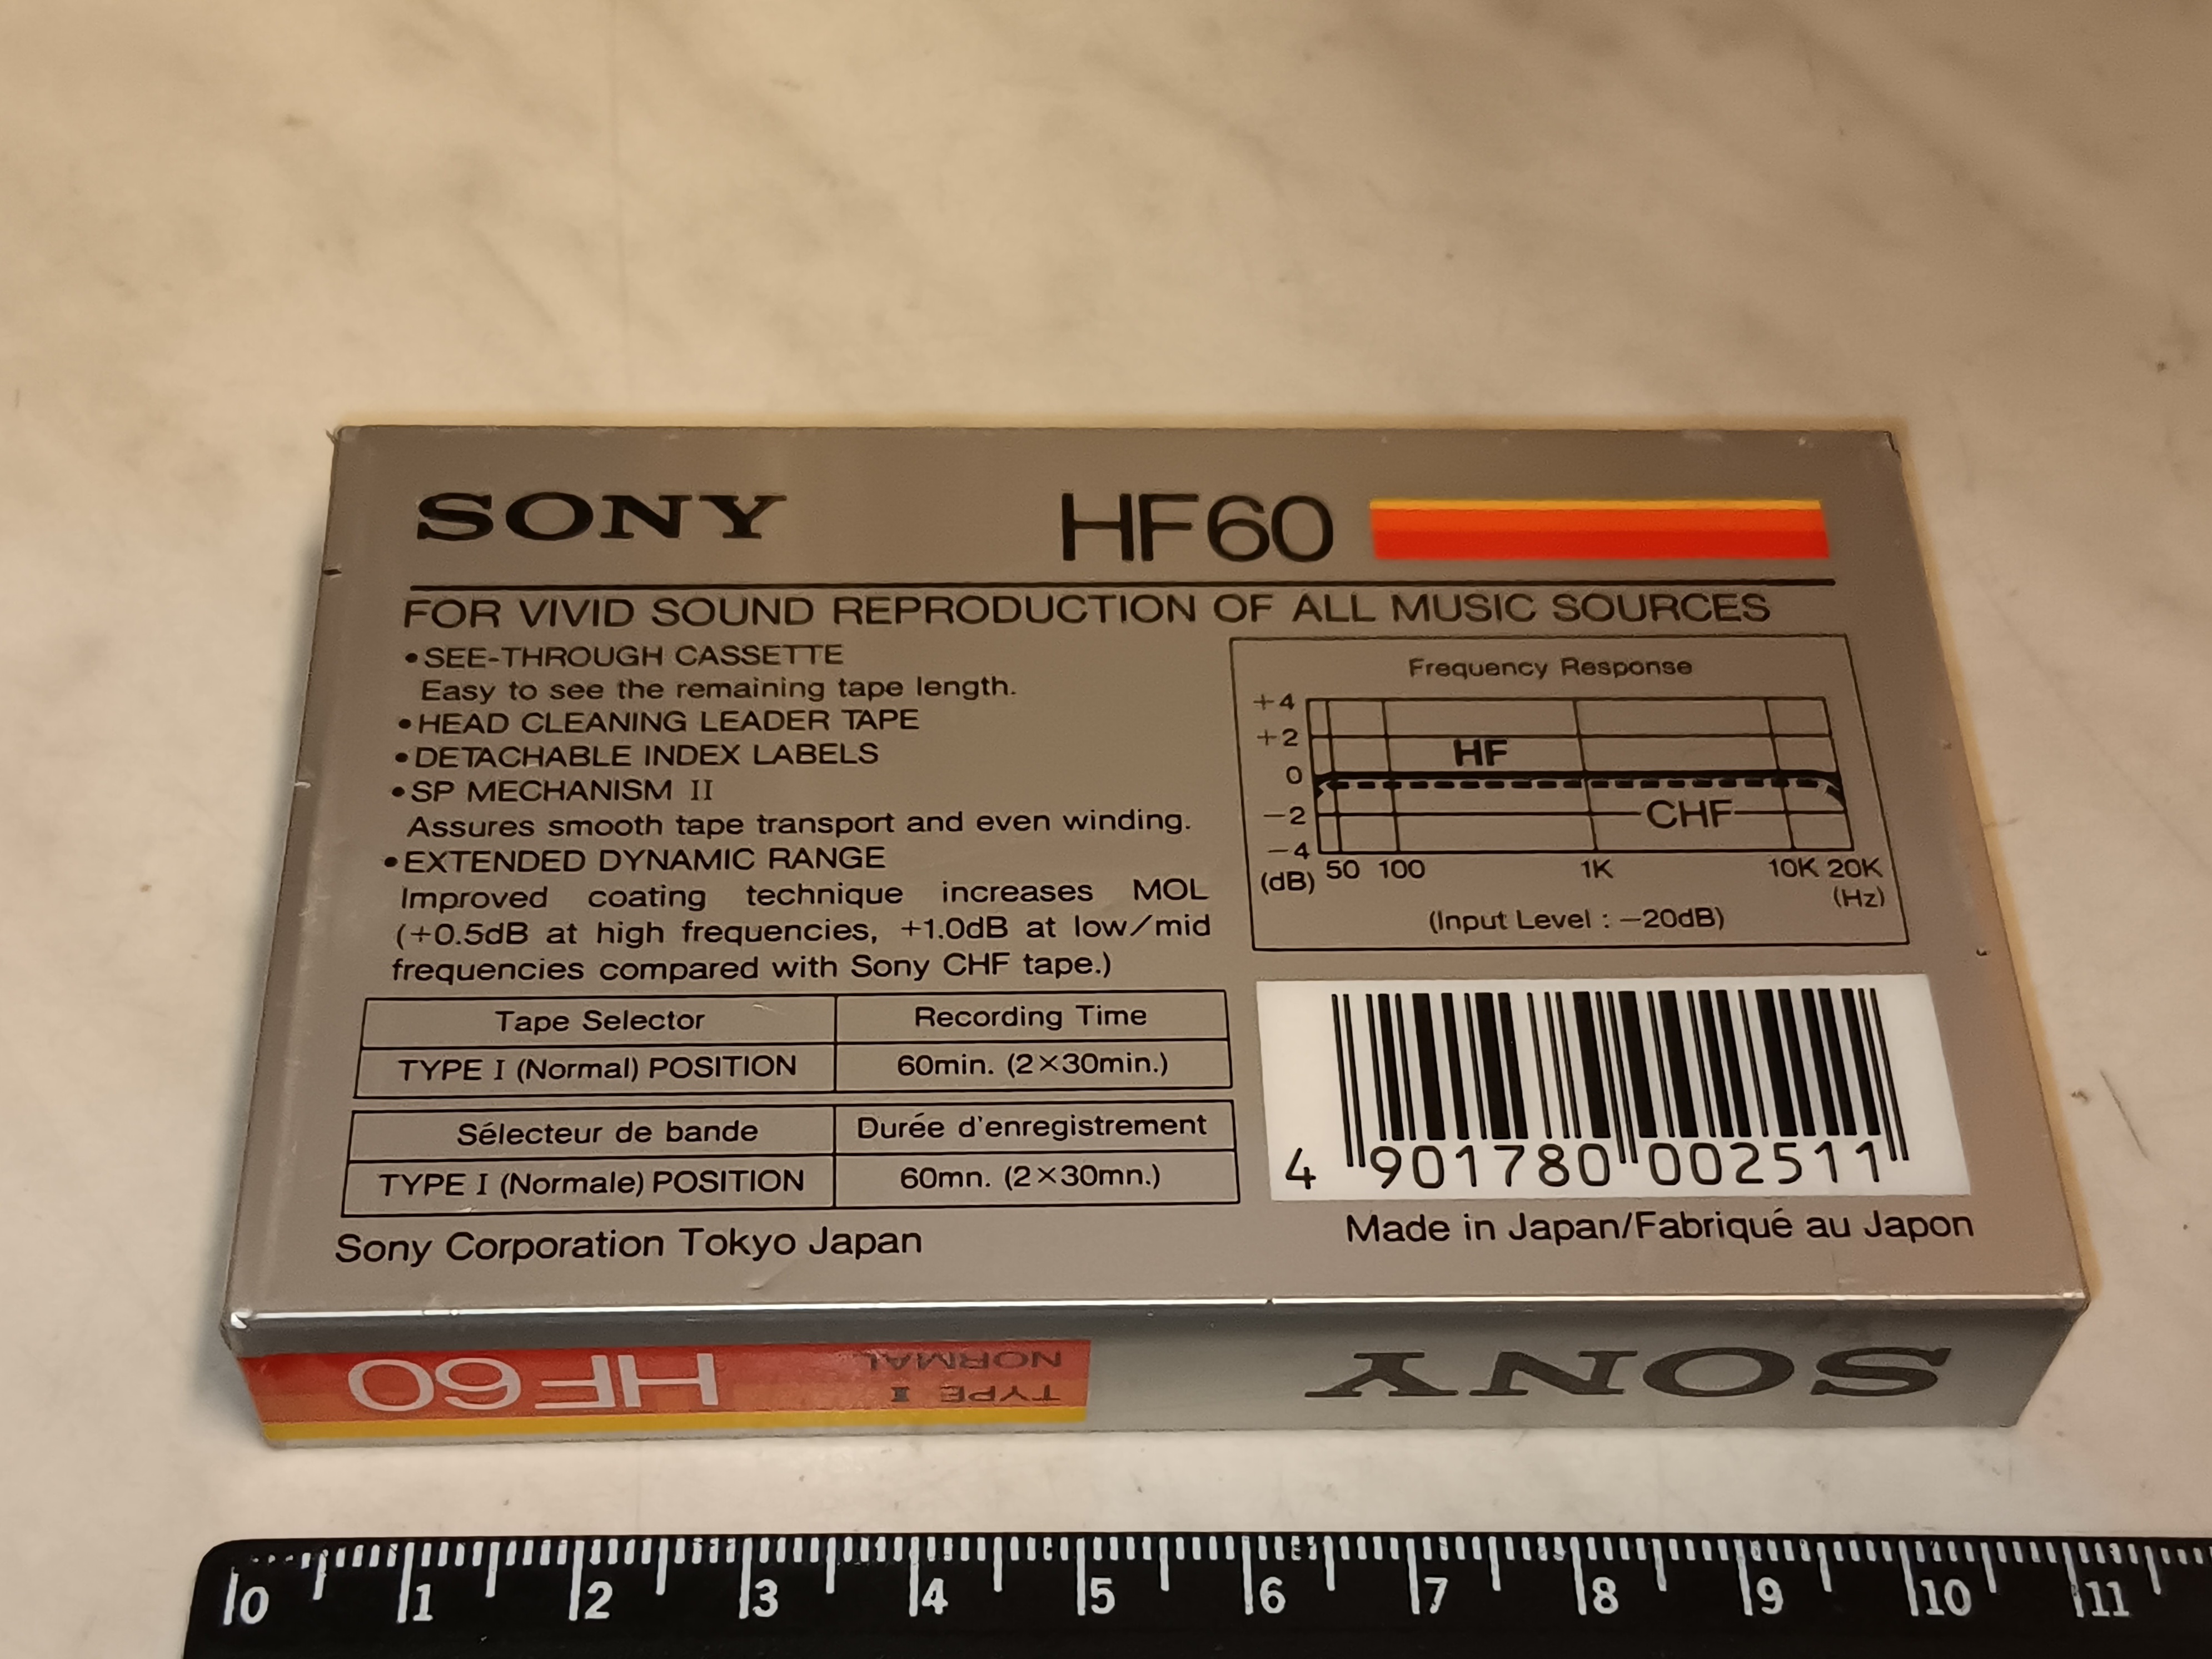 SONY HF60
FOR VIVID SOUND REPRODUCTION OF ALL MUSIC SOURCES
•SEE-THROUGH CASSETTE
Easy to see the remaining tape length.
•HEAD CLEANING LEADER TAPE
•DETACHABLE INDEX LABELS
•SP MECHANISM II
Assures smooth tape transport and even winding.
•EXTENDED DYNAMIC RANGE
Improved coating technique increases MOL
(+0.5dB at high frequencies, +1.0dB at low/mid
frequencies compared with Sony CHF tape.)
Frequency Response
+4
+2
HF
0
−2
CHF
−4
(dB) 50 100 1K 10K 20K
(Hz)
(Input Level : −20dB)
Tape Selector Recording Time
TYPE I (Normal) POSITION 60min. (2×30min.)
Sélecteur de bande Durée d'enregistrement
TYPE I (Normale) POSITION 60mn. (2×30mn.)
4 901780 002511
Sony Corporation Tokyo Japan
Made in Japan/Fabriqué au Japon
SONY
TYPE I
NORMAL
HF60
0 1 2 3 4 5 6 7 8 9 10 11